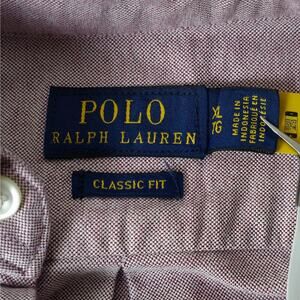 POLO
RALPH LAUREN
XL
TG
MADE IN
INDONESIA
FABRIQUÉ EN
INDONÉSIE
CLASSIC FIT